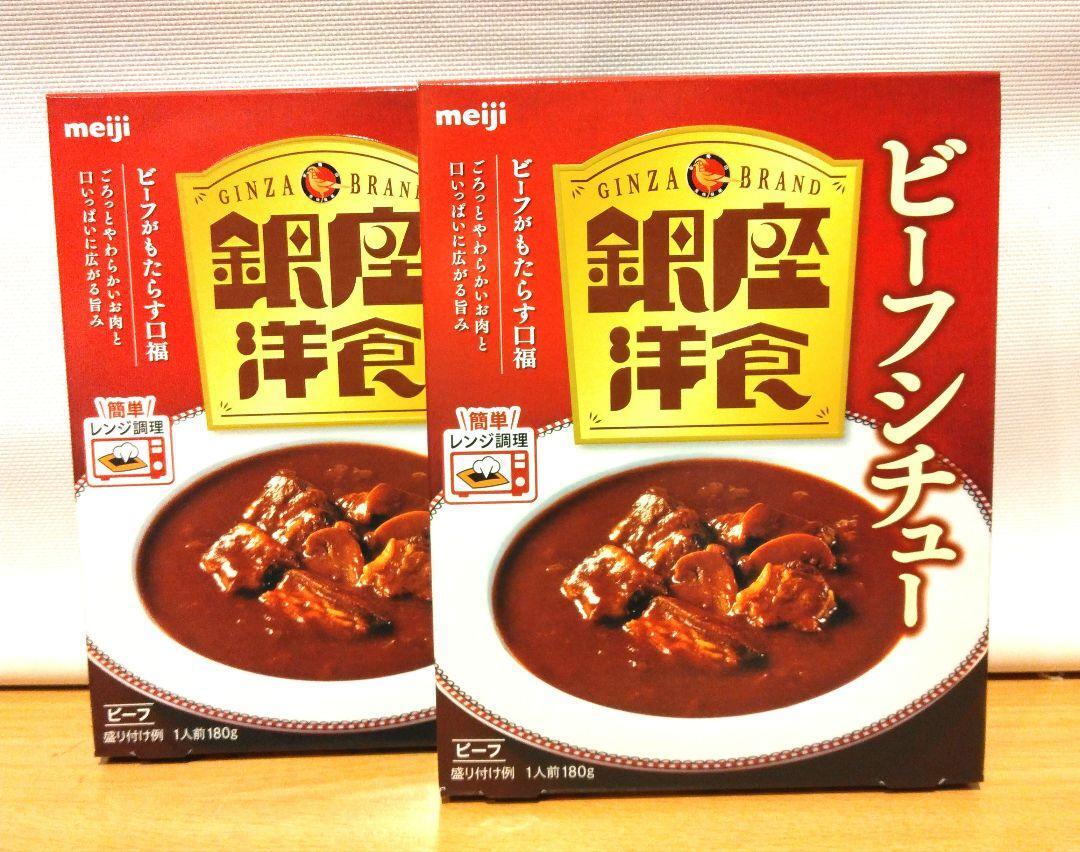 meiji
ビーフがもたらす口福
ごろっとやわらかいお肉と
口いっぱいに広がる旨み
GINZA BRAN
銀座
洋食
簡単
レンジ調理
ビーフ
盛り付け例 1人前180g
meiji
ビーフシチュー
ビーフがもたらす口福
ごろっとやわらかいお肉と
口いっぱいに広がる旨み
GINZA BRAND
銀座
洋食
簡単
レンジ調理
ビーフ
盛り付け例 1人前180g